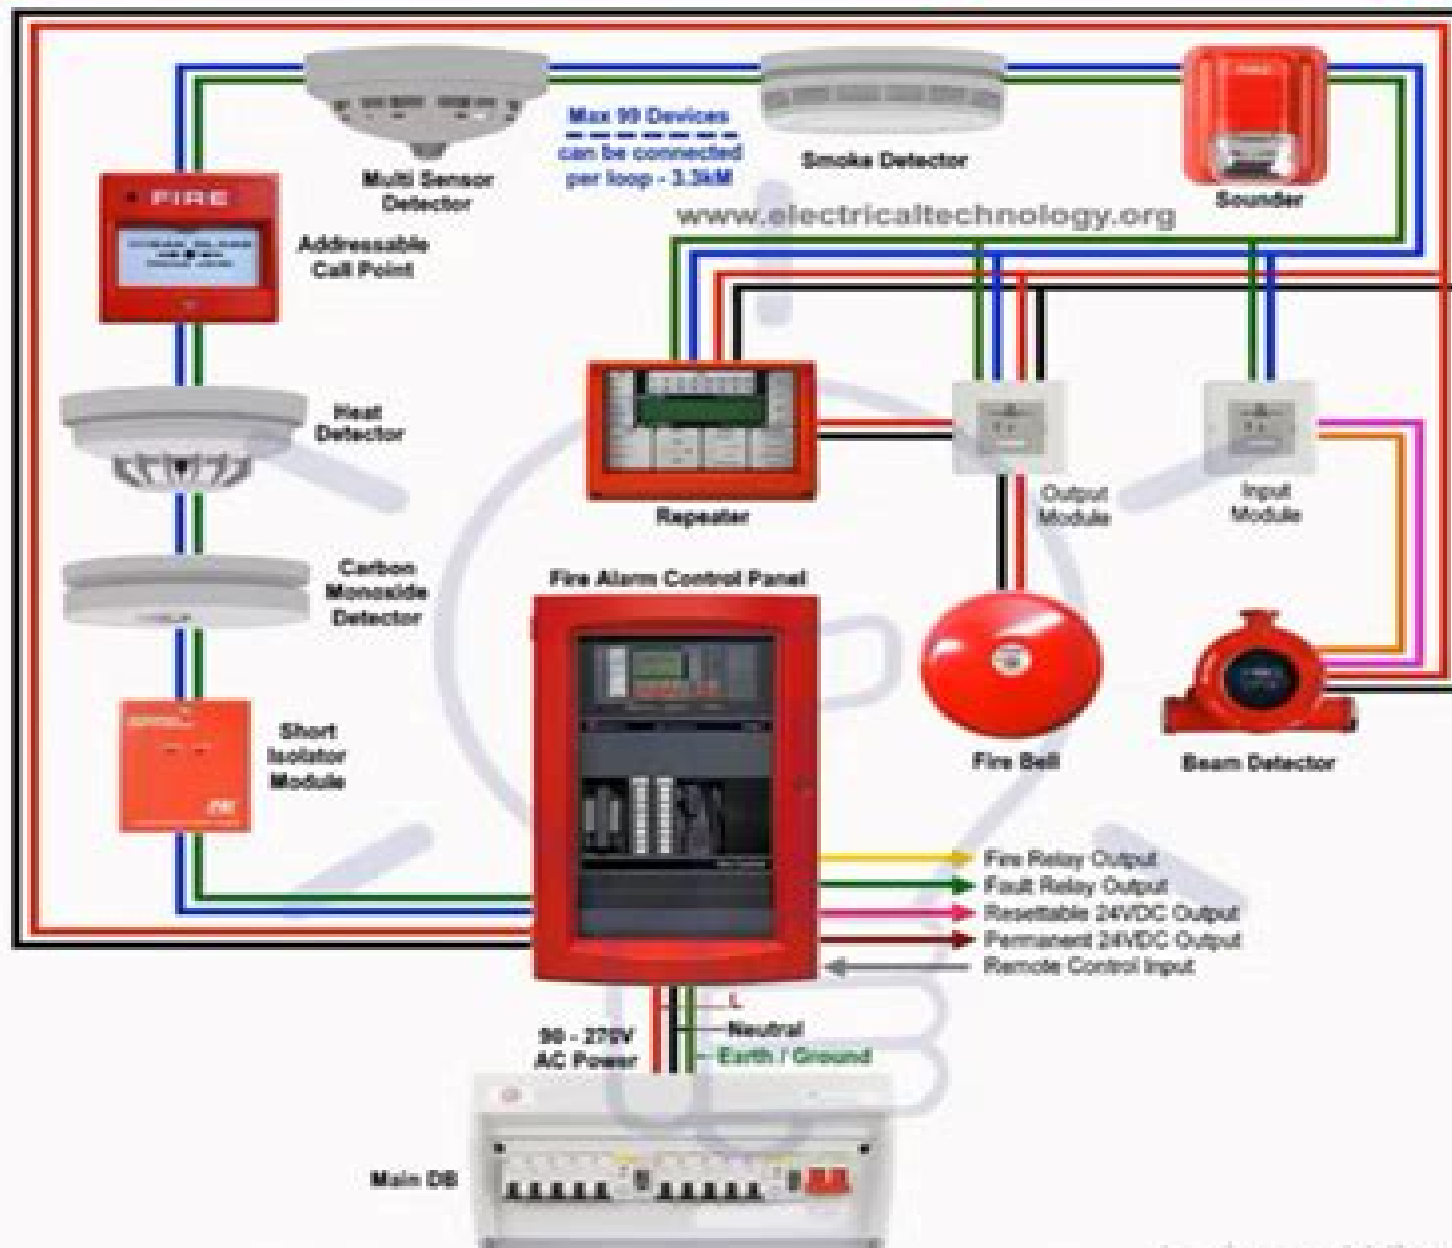 Max 99 Devices
can be connected
per loop - 3.3kM
Multi Sensor
Detector
Smoke Detector
Sounder
www.electricaltechnology.org
FIRE
Addressable
Call Point
Heat
Detector
Repeater
Output
Module
Input
Module
Carbon
Monoxide
Detector
Fire Alarm Control Panel
Short
Isolator
Module
Fire Bell
Beam Detector
Fire Relay Output
Fault Relay Output
Resettable 24VDC Output
Permanent 24VDC Output
Remote Control Input
L
90 - 270V
AC Power
Neutral
Earth / Ground
Main DB